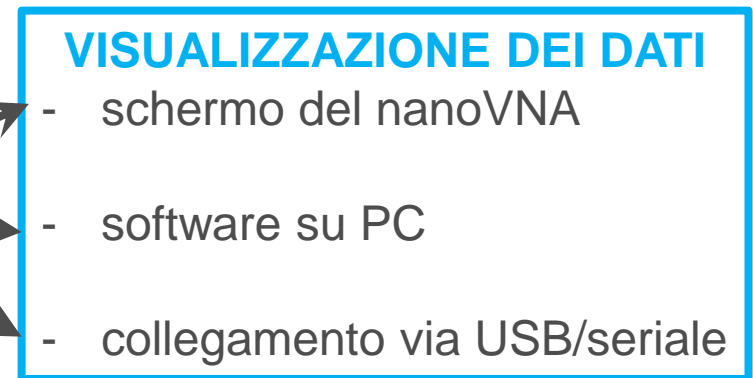 VISUALIZZAZIONE DEI DATI
- schermo del nanoVNA
- software su PC
- collegamento via USB/seriale